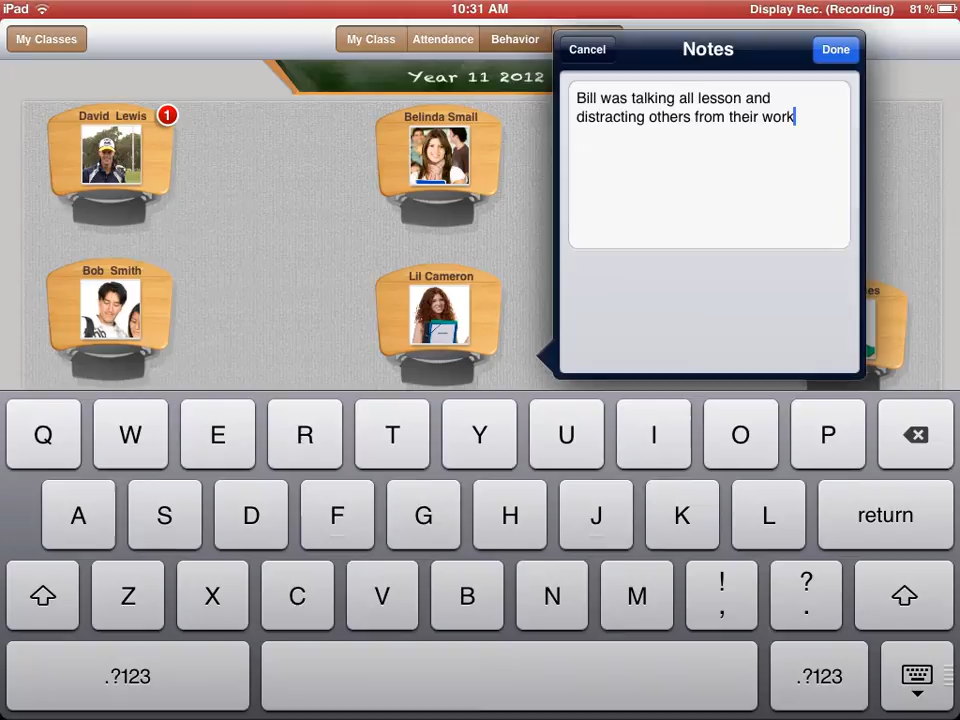 iPad
10:31 AM
Display Rec. (Recording)
81%
My Classes
My Class
Attendance
Behavior
Year 11 2012
Cancel
Notes
Done
Bill was talking all lesson and
distracting others from their work
David Lewis
1
Belinda Small
Bob Smith
Lil Cameron
es
Q W E R T Y U I O P
A S D F G H J K L return
Z X C V B N M ! , ? .
.?123
.?123